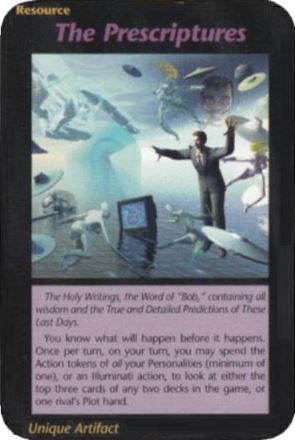 Resource
The Prescriptures
The Holy Writings, the Word of "Bob," containing all
wisdom and the True and Detailed Predictions of These
Last Days.
You know what will happen before it happens.
Once per turn, on your turn, you may spend the
Action tokens of all your Personalities (minimum of
one), or an Illuminati action, to look at either the
top three cards of any two decks in the game, or
one rival's Plot hand.
Unique Artifact